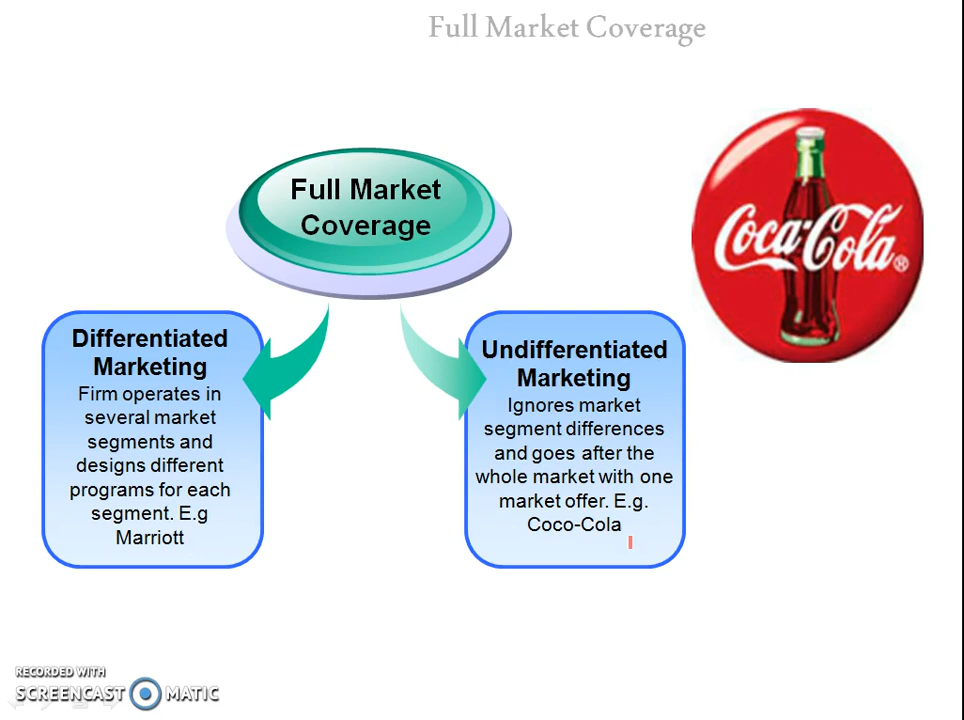 Full Market Coverage
Full Market
Coverage
Coca-Cola®
Differentiated
Marketing
Firm operates in
several market
segments and
designs different
programs for each
segment. E.g
Marriott
Undifferentiated
Marketing
Ignores market
segment differences
and goes after the
whole market with one
market offer. E.g.
Coco-Cola
RECORDED WITH
SCREENCAST MATIC